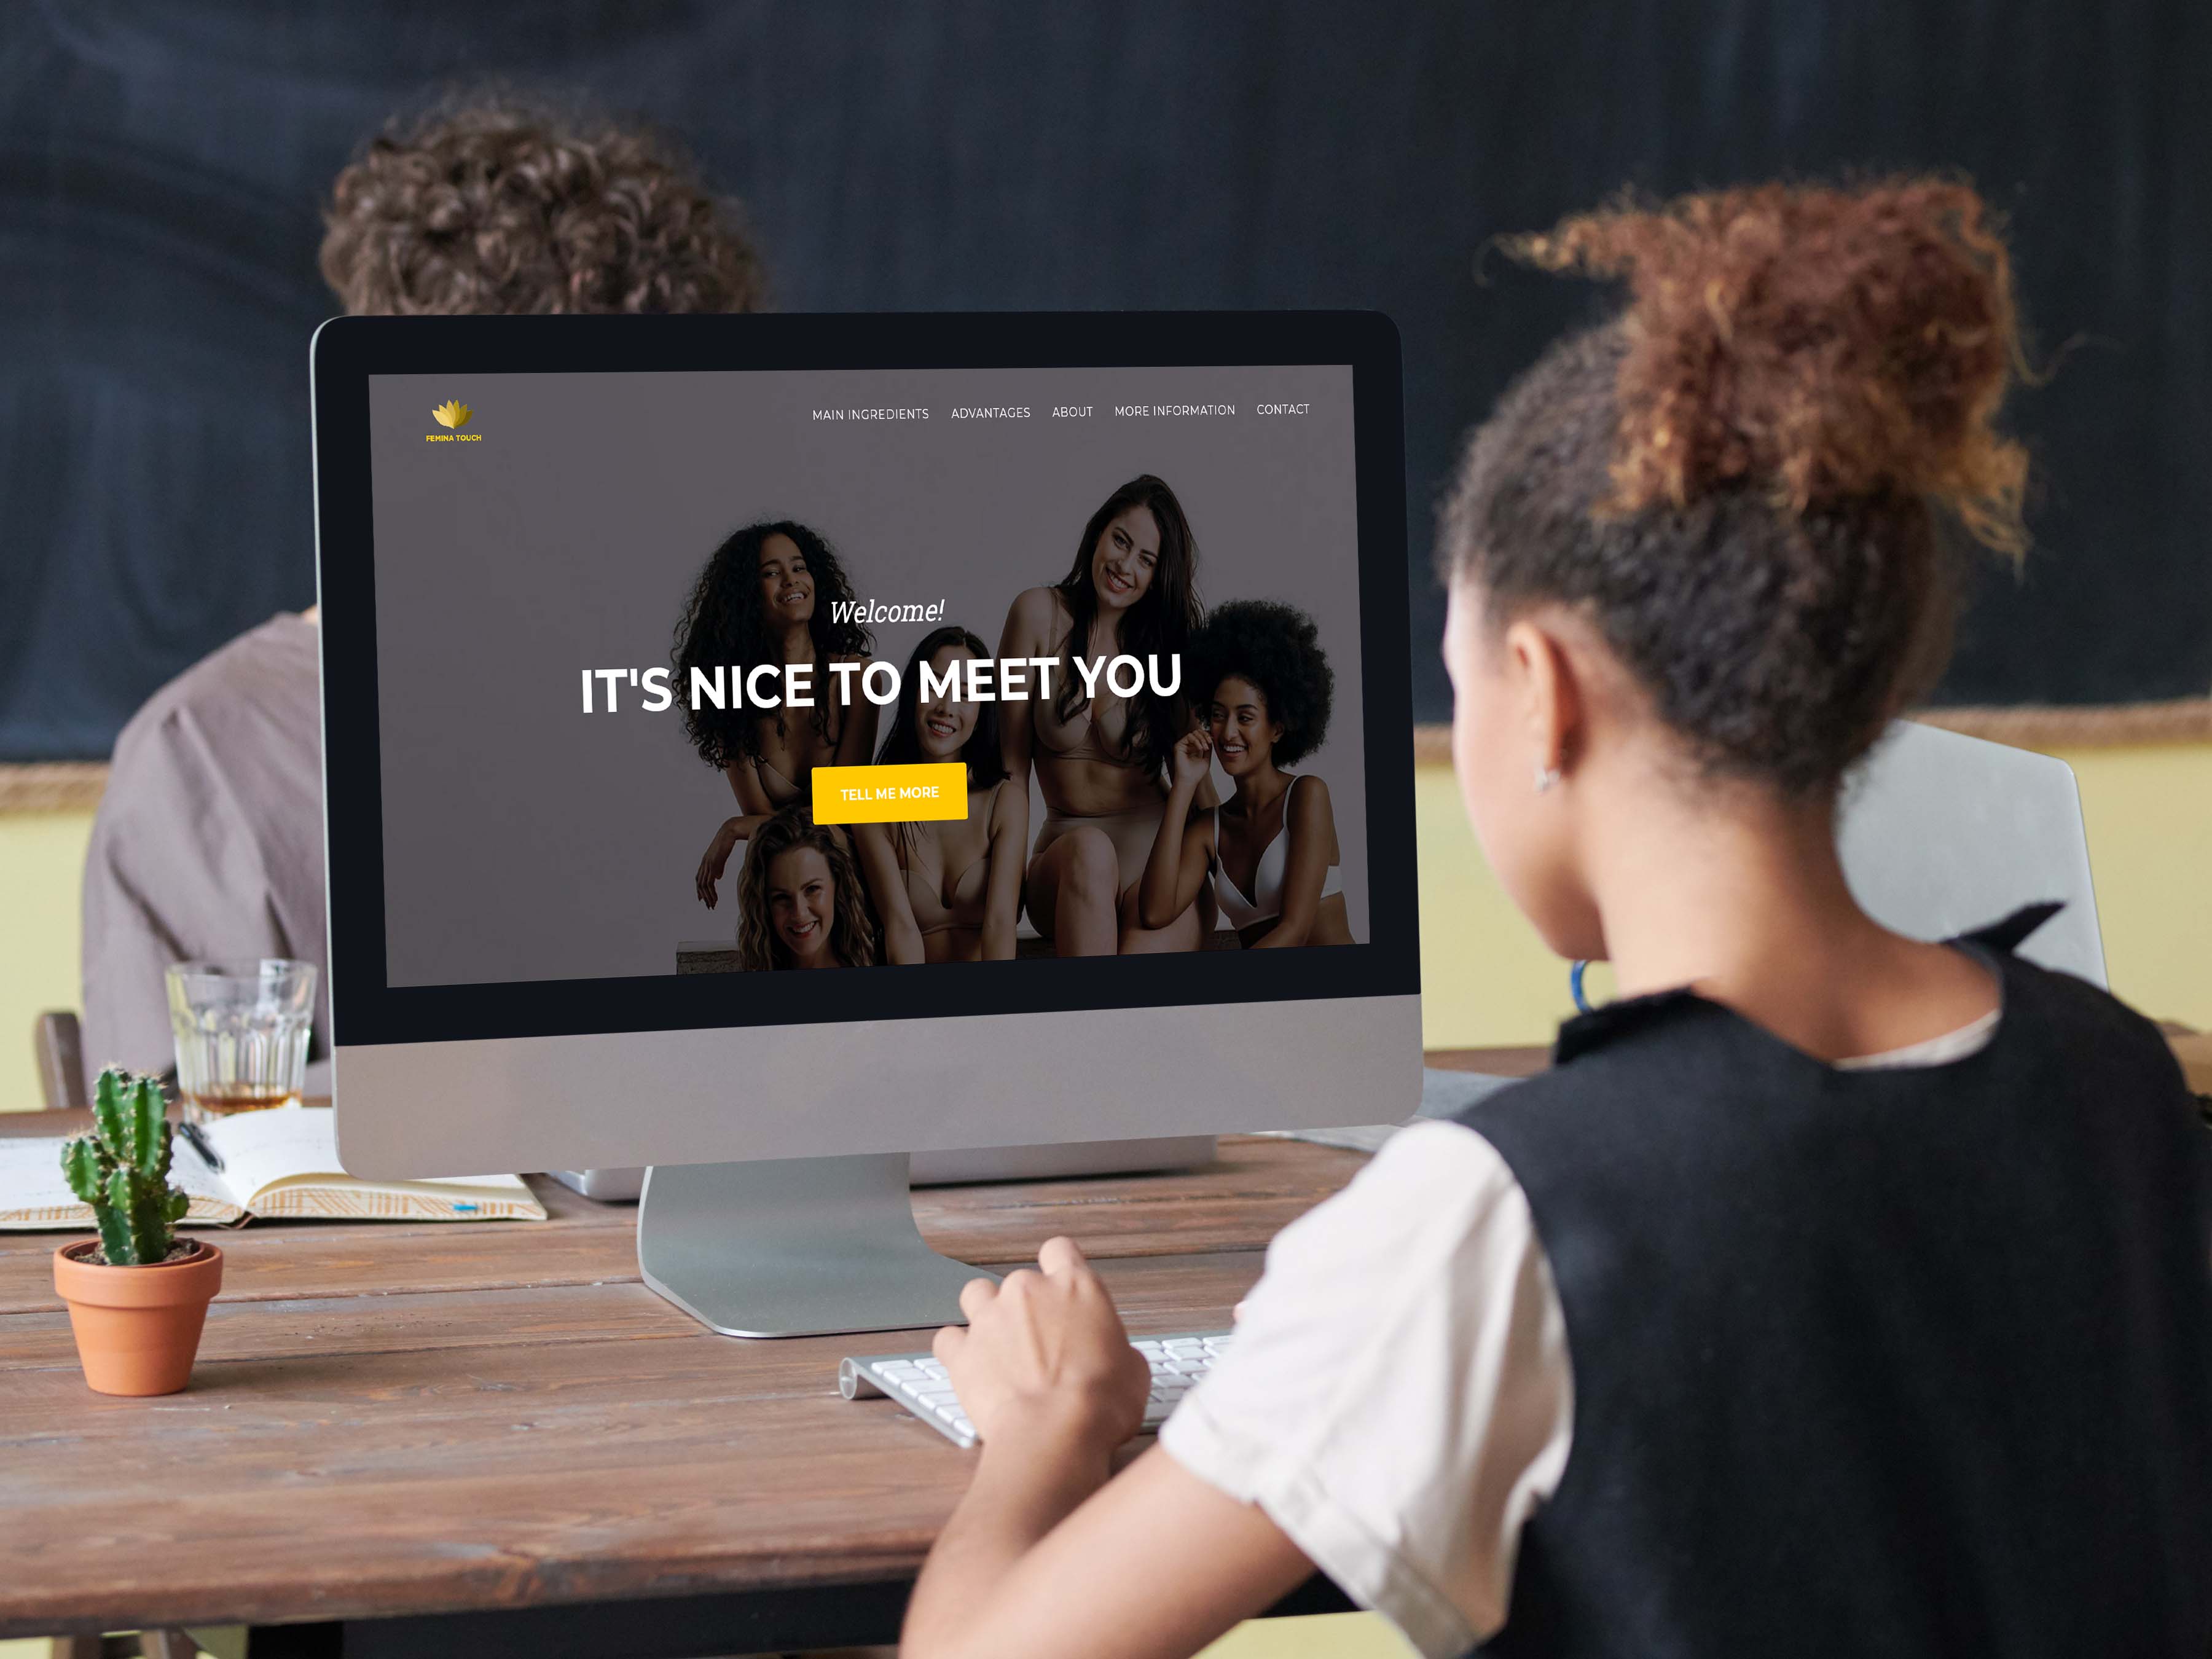 FEMINA TOUCH
MAIN INGREDIENTS ADVANTAGES ABOUT MORE INFORMATION CONTACT
Welcome!
IT'S NICE TO MEET YOU
TELL ME MORE